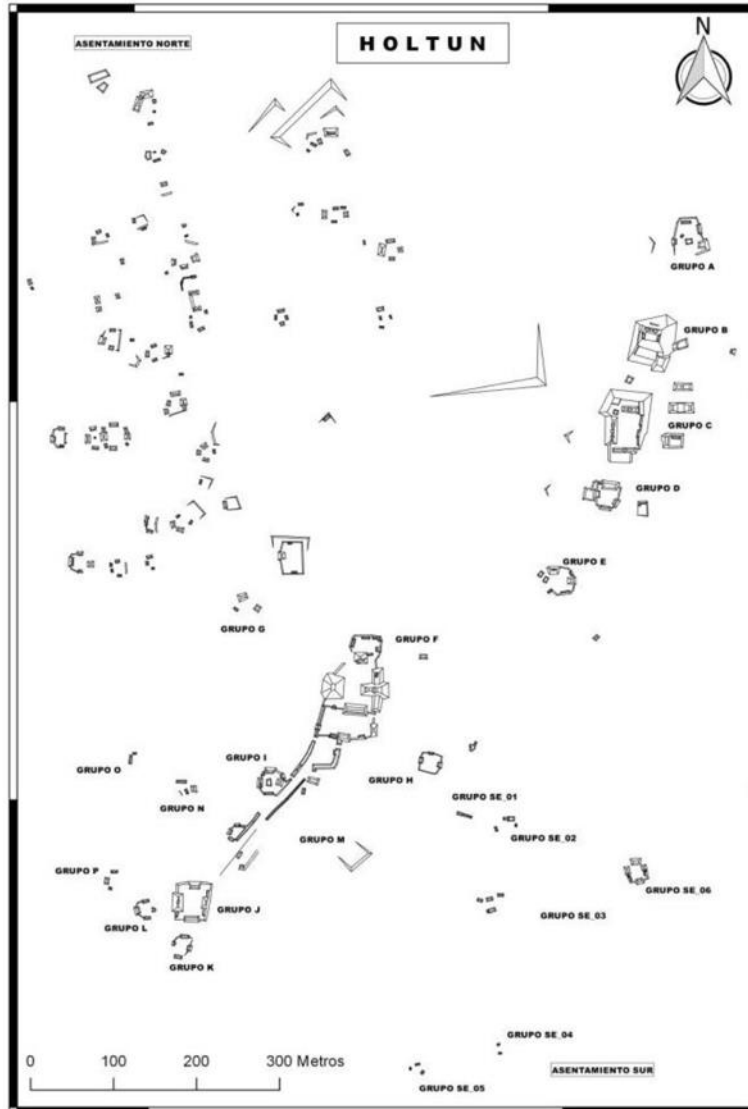 HOLTUN
N
ASENTAMIENTO NORTE
GRUPO A
GRUPO B
GRUPO C
GRUPO D
GRUPO E
GRUPO G
GRUPO F
GRUPO O
GRUPO I
GRUPO H
GRUPO N
GRUPO SE_01
GRUPO SE_02
GRUPO M
GRUPO P
GRUPO SE_06
GRUPO J
GRUPO SE_03
GRUPO L
GRUPO K
GRUPO SE_04
0 100 200 300 Metros
ASENTAMIENTO SUR
GRUPO SE_05